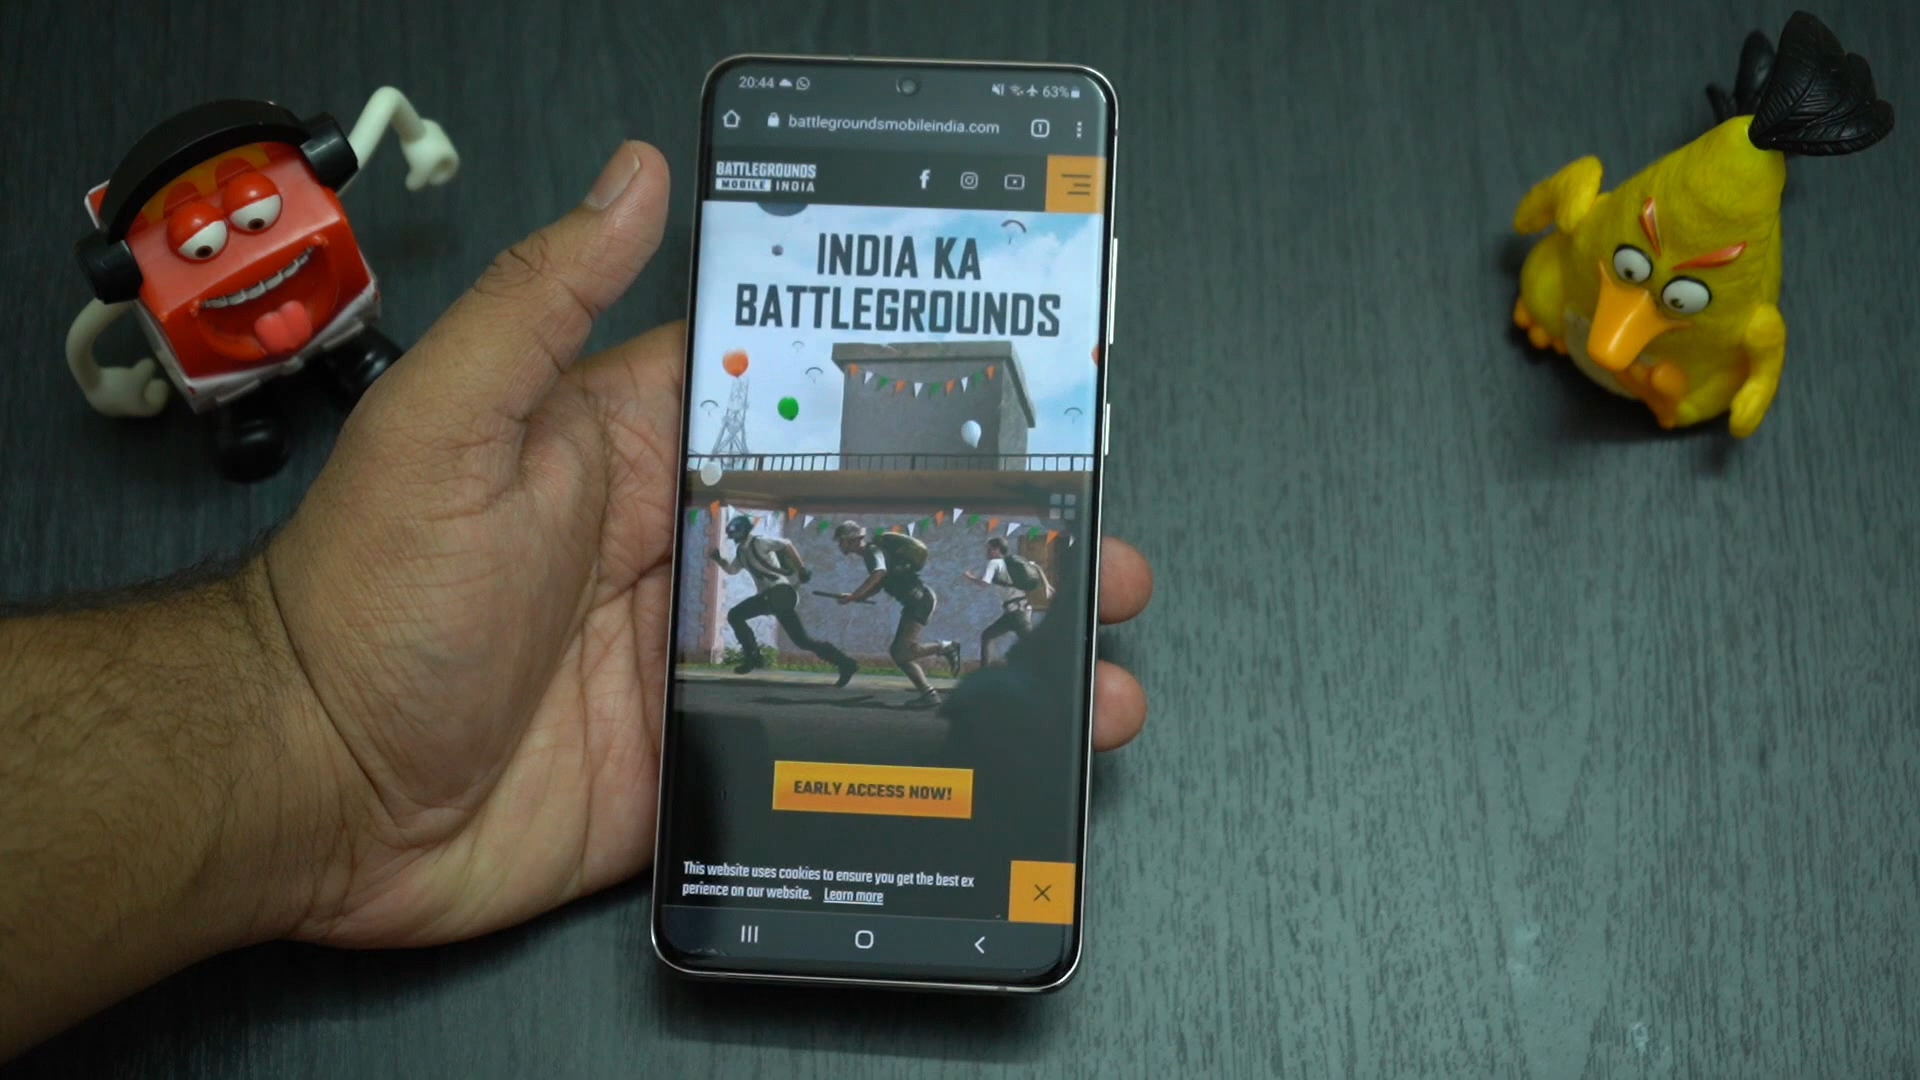 20:44
63%
battlegroundsmobileindia.com
1
BATTLEGROUNDS
MOBILE INDIA
INDIA KA
BATTLEGROUNDS
EARLY ACCESS NOW!
This website uses cookies to ensure you get the best ex
perience on our website. Learn more